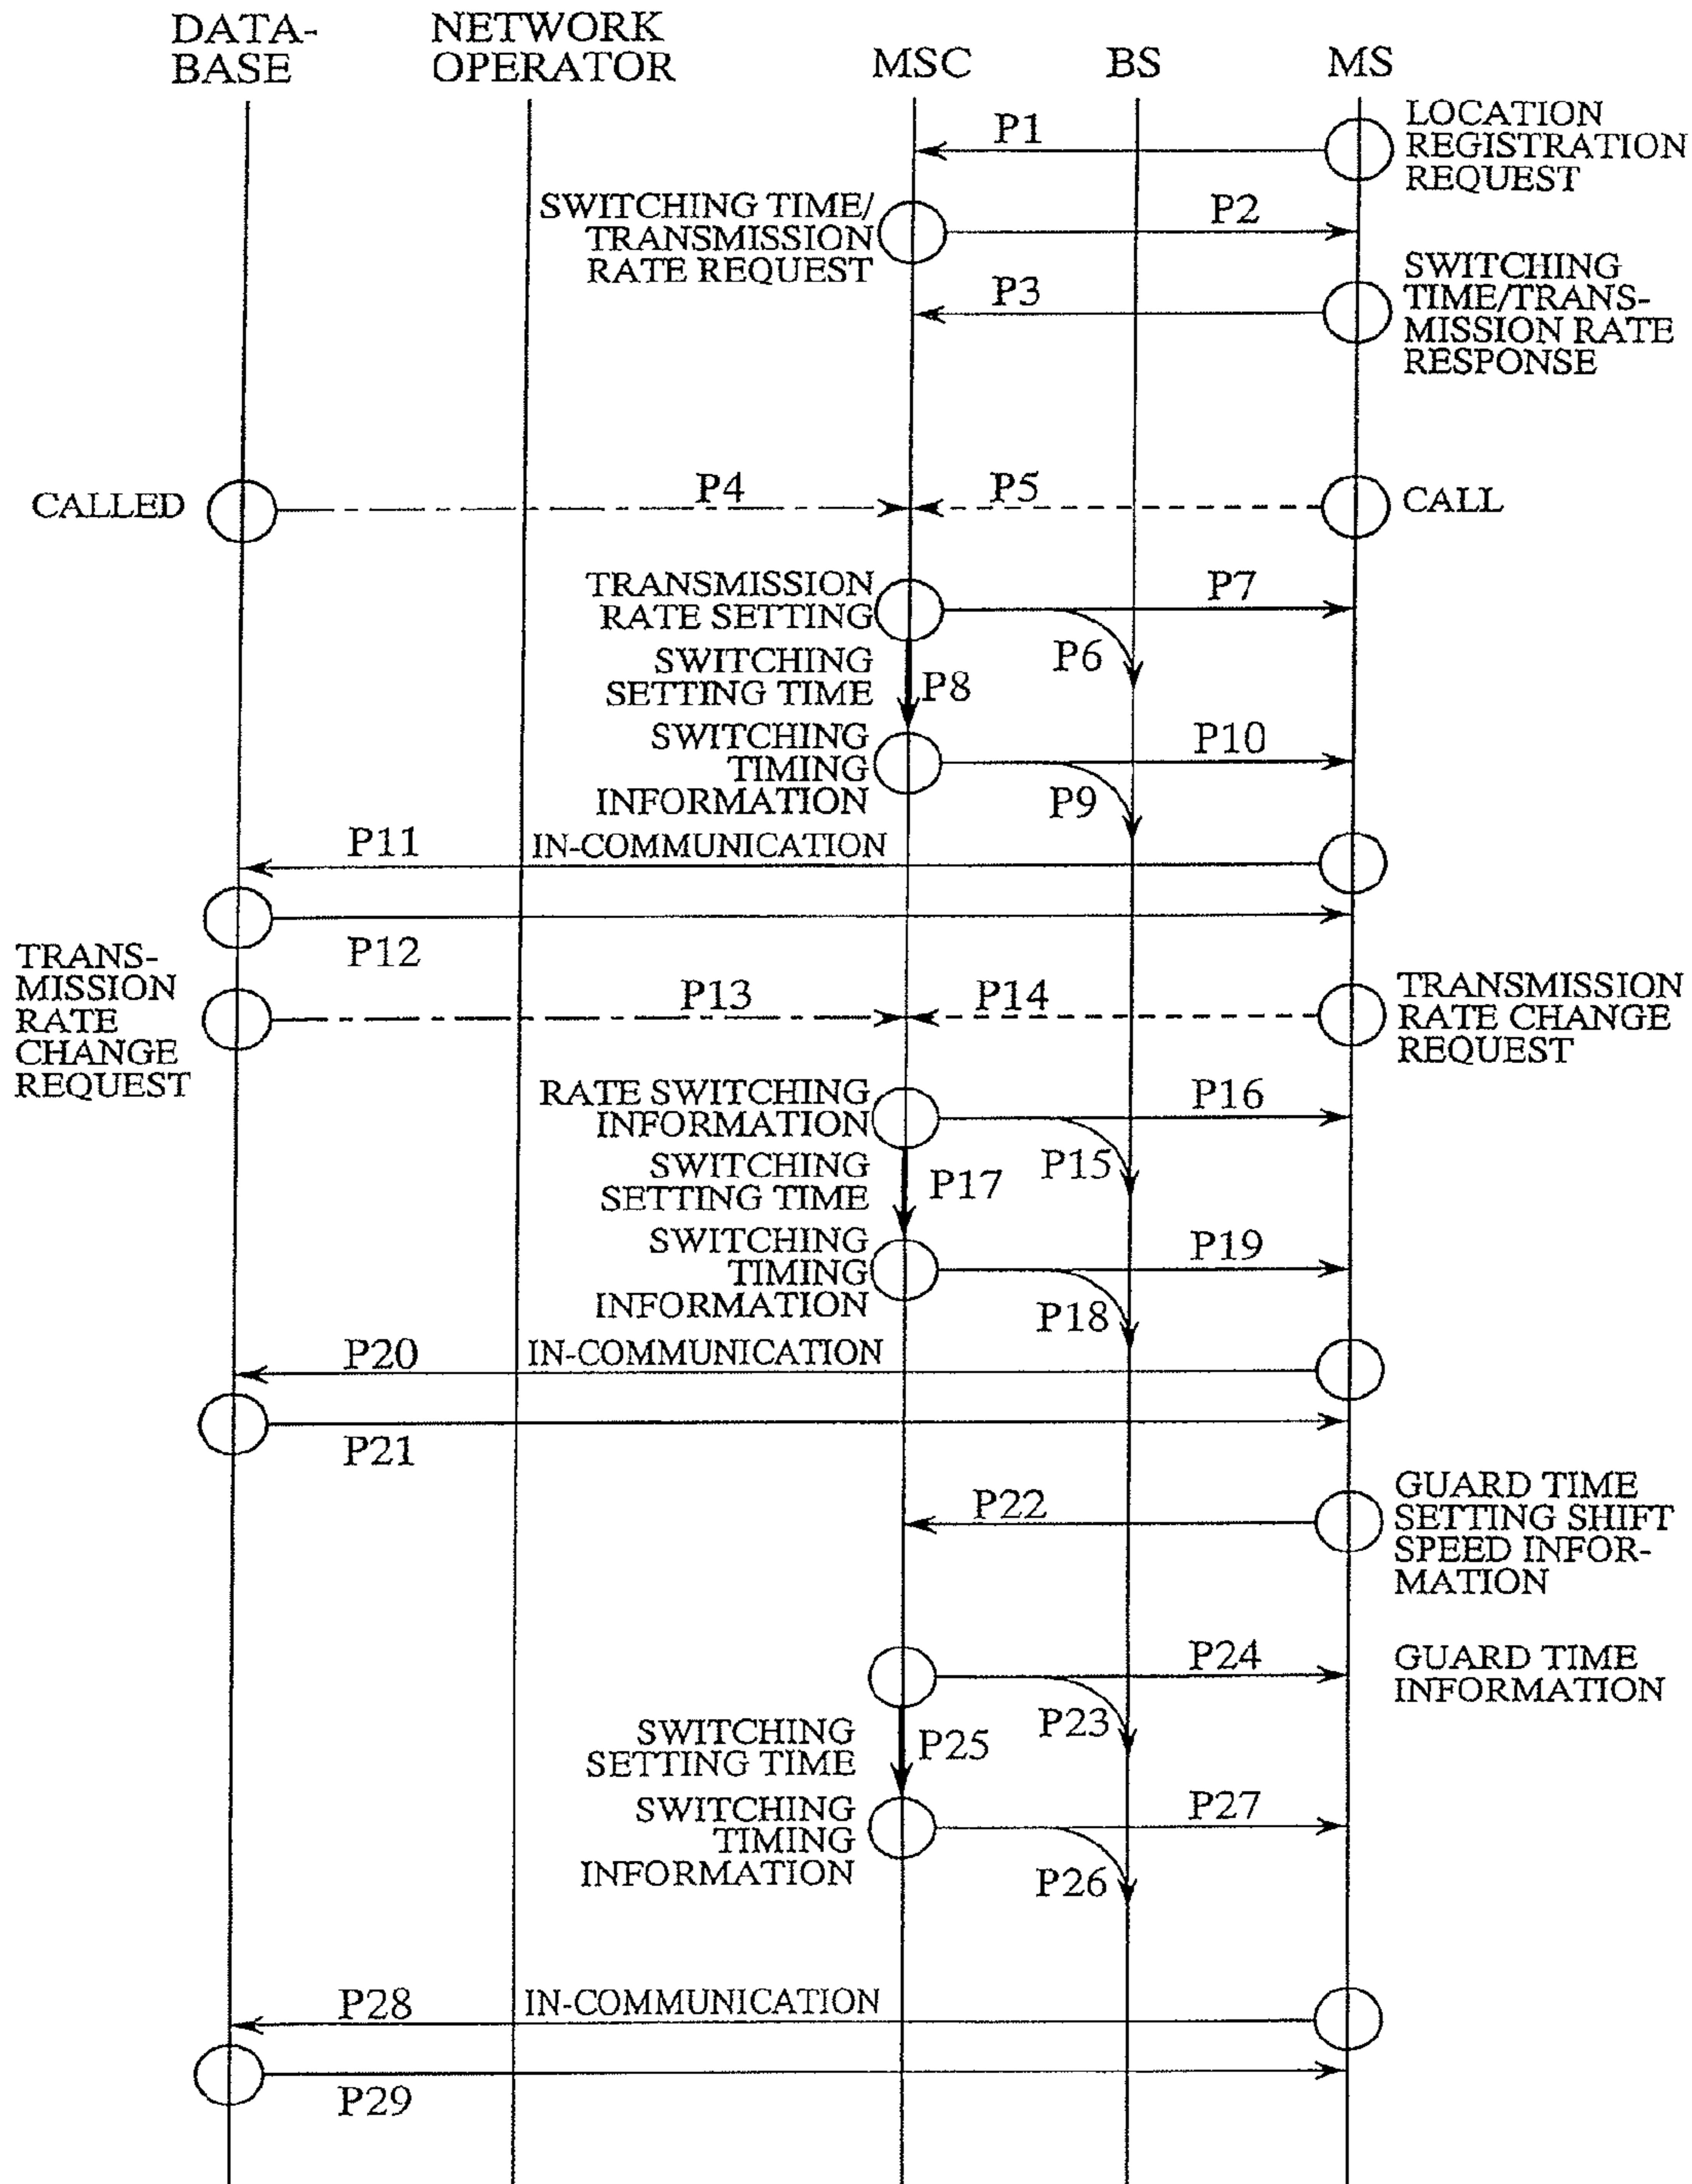 DATA-
BASE
NETWORK
OPERATOR
MSC
BS
MS
P1
LOCATION
REGISTRATION
REQUEST
SWITCHING TIME/
TRANSMISSION
RATE REQUEST
P2
P3
SWITCHING
TIME/TRANS-
MISSION RATE
RESPONSE
CALLED
P4
P5
CALL
TRANSMISSION
RATE SETTING
P7
P6
SWITCHING
SETTING TIME
P8
SWITCHING
TIMING
INFORMATION
P10
P9
P11
IN-COMMUNICATION
P12
TRANS-
MISSION
RATE
CHANGE
REQUEST
P13
P14
TRANSMISSION
RATE CHANGE
REQUEST
RATE SWITCHING
INFORMATION
P16
P15
SWITCHING
SETTING TIME
P17
SWITCHING
TIMING
INFORMATION
P19
P18
P20
IN-COMMUNICATION
P21
P22
GUARD TIME
SETTING SHIFT
SPEED INFOR-
MATION
P24
GUARD TIME
INFORMATION
P23
SWITCHING
SETTING TIME
P25
SWITCHING
TIMING
INFORMATION
P27
P26
P28
IN-COMMUNICATION
P29